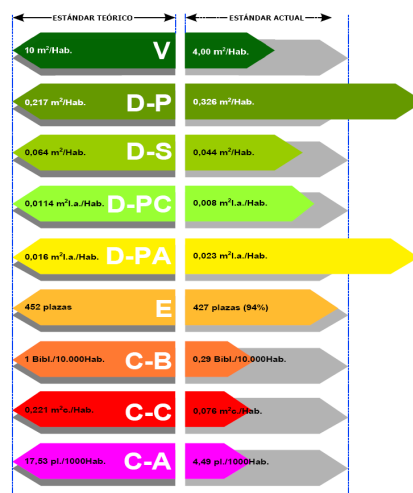 ESTÁNDAR TEÓRICO ESTÁNDAR ACTUAL
10 m²/Hab. V 4,00 m²/Hab.
0,217 m²/Hab. D-P 0,326 m²/Hab.
0,064 m²/Hab. D-S 0,044 m²/Hab.
0,0114 m²l.a./Hab. D-PC 0,008 m²l.a./Hab.
0,016 m²l.a./Hab. D-PA 0,023 m²l.a./Hab.
452 plazas E 427 plazas (94%)
1 Bibl./10.000Hab. C-B 0,29 Bibl./10.000Hab.
0,221 m²c./Hab. C-C 0,076 m²c./Hab.
17,53 pl./1000Hab. C-A 4,49 pl./1000Hab.